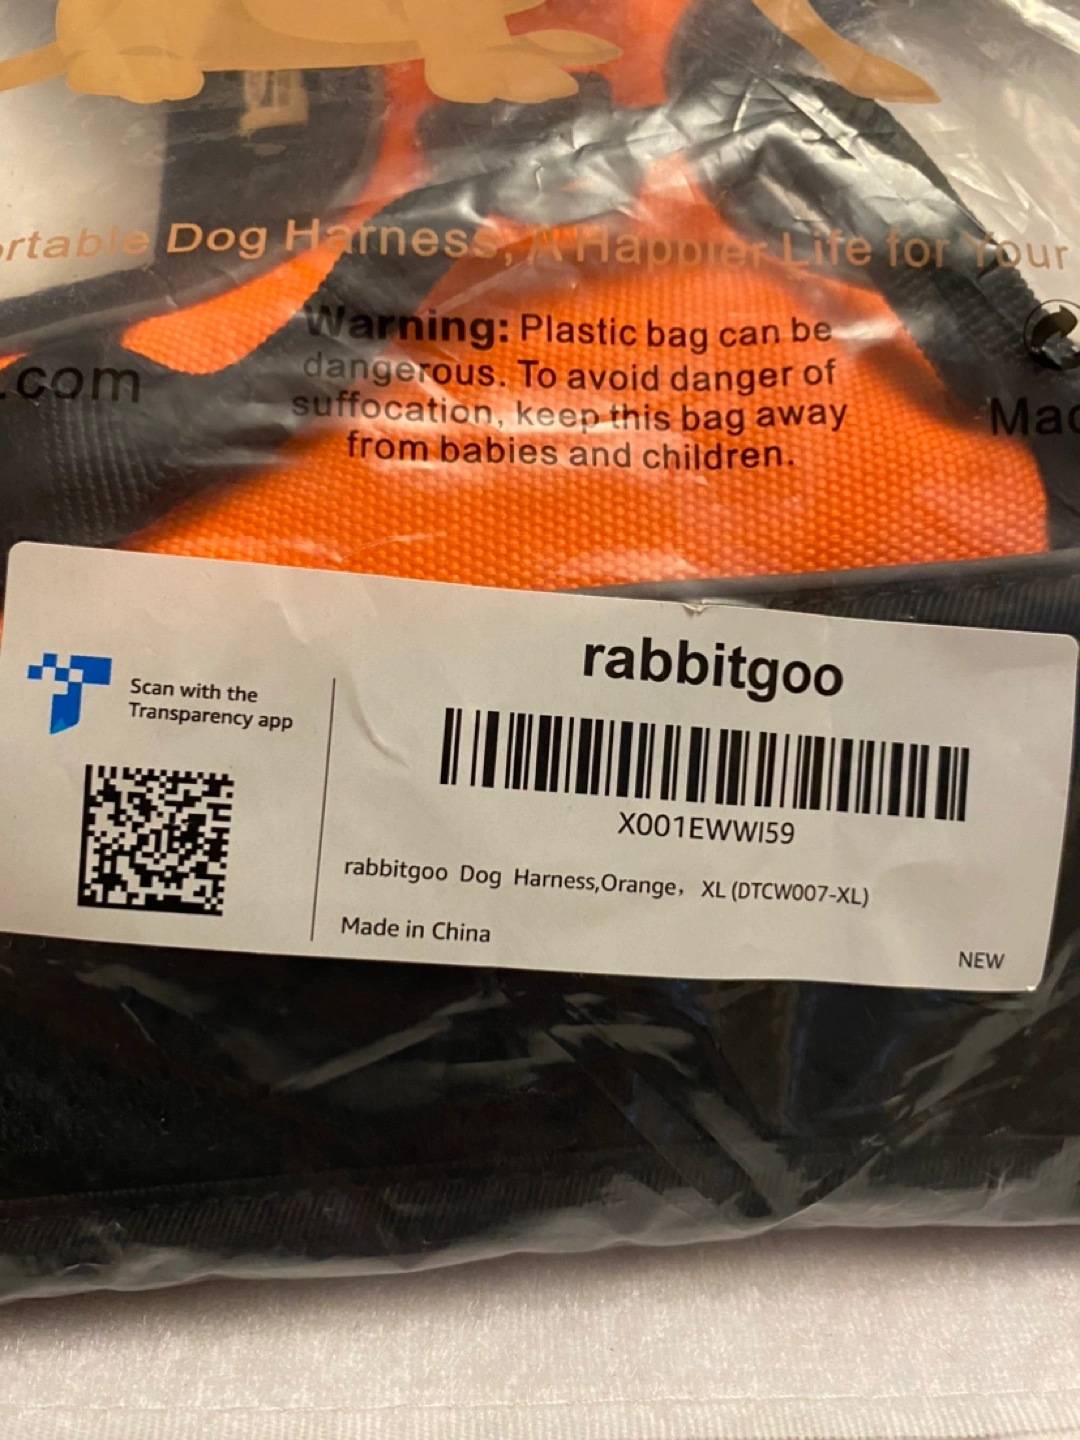 Dog Harness, A Happier Life for Your
.com
Warning: Plastic bag can be
dangerous. To avoid danger of
suffocation, keep this bag away
from babies and children.
rabbitgoo
Scan with the
Transparency app
X001EWWI59
rabbitgoo Dog Harness,Orange, XL (DTCW007-XL)
Made in China
NEW